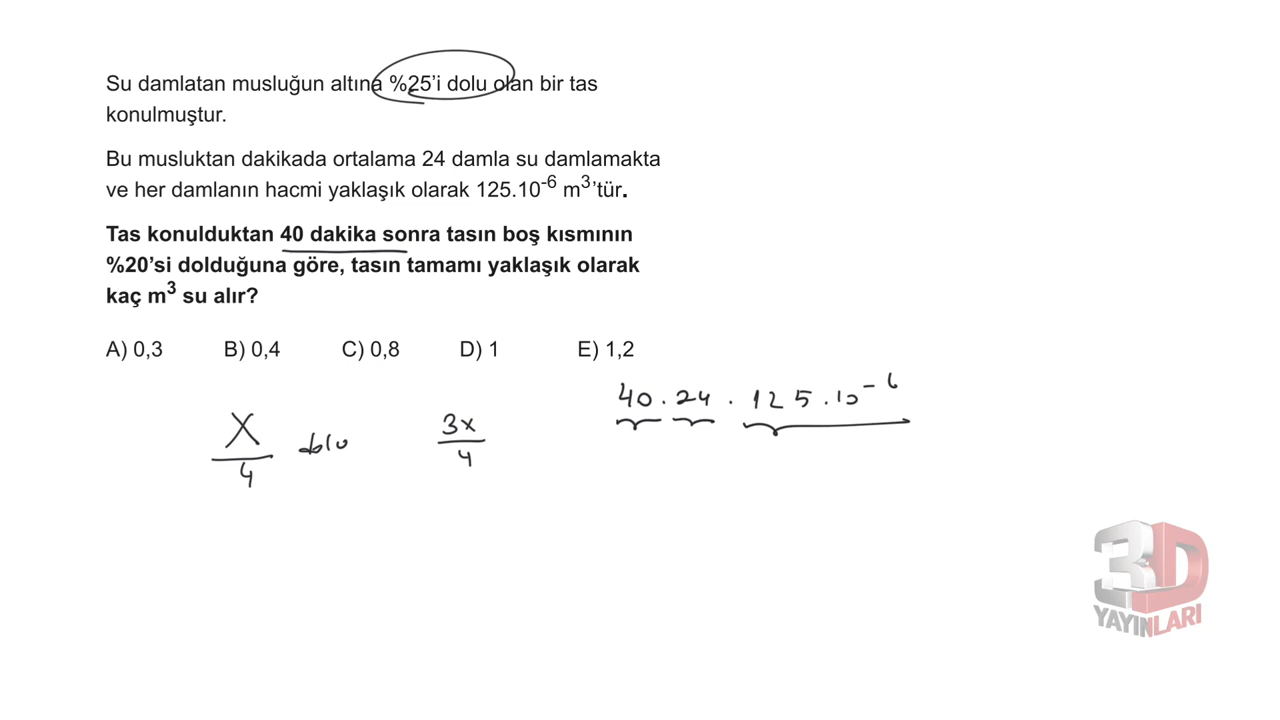 Su damlatan musluğun altına %25'i dolu olan bir tas
konulmuştur.
Bu musluktan dakikada ortalama 24 damla su damlamakta
ve her damlanın hacmi yaklaşık olarak 125.10⁻⁶ m³'tür.
Tas konulduktan 40 dakika sonra tasın boş kısmının
%20'si dolduğuna göre, tasın tamamı yaklaşık olarak
kaç m³ su alır?
A) 0,3 B) 0,4 C) 0,8 D) 1 E) 1,2
40.24.125.10⁻⁶
x/4 dolu 3x/4
3D
YAYINLARI